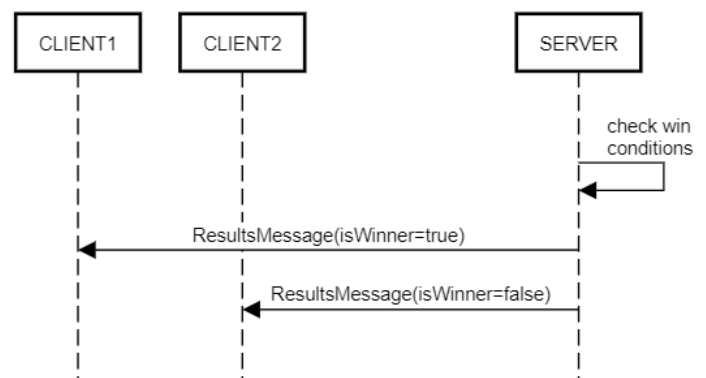 CLIENT1
CLIENT2
SERVER
check win
conditions
ResultsMessage(isWinner=true)
ResultsMessage(isWinner=false)